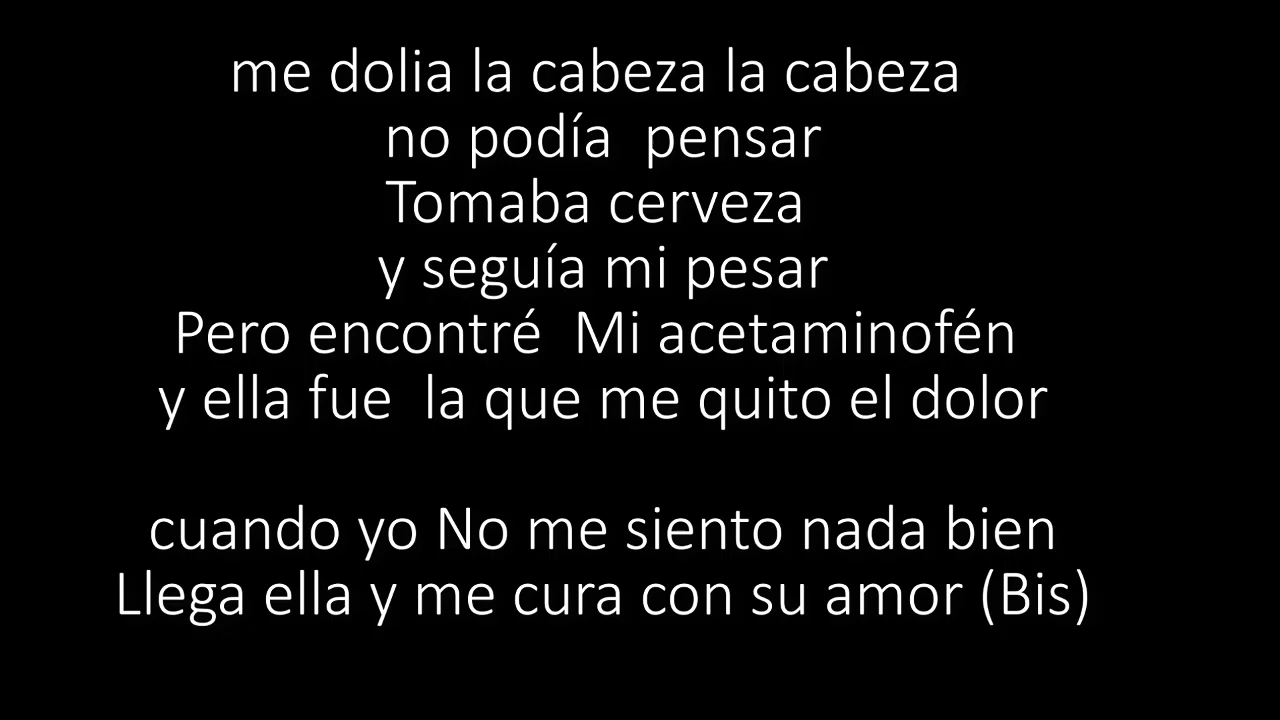 me dolia la cabeza la cabeza
no podía pensar
Tomaba cerveza
y seguía mi pesar
Pero encontré Mi acetaminofén
y ella fue la que me quito el dolor
cuando yo No me siento nada bien
Llega ella y me cura con su amor (Bis)